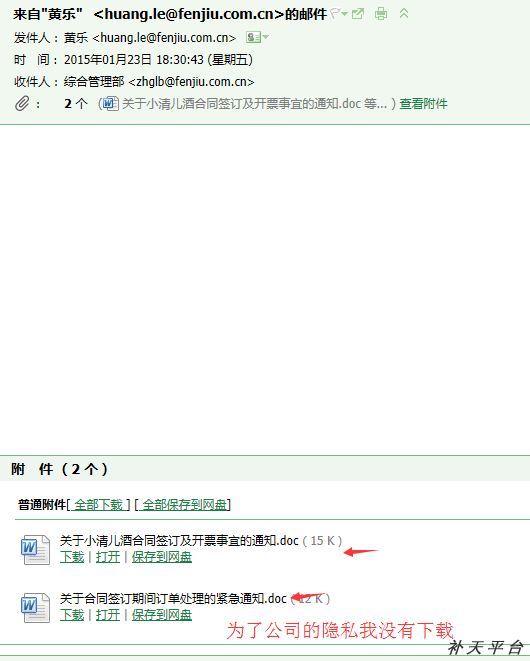 来自"黄乐" <huang.le@fenjiu.com.cn>的邮件
发件人：黄乐 <huang.le@fenjiu.com.cn>
时 间：2015年01月23日 18:30:43 (星期五)
收件人：综合管理部 <zhglb@fenjiu.com.cn>
： 2 个 ( 关于小清儿酒合同签订及开票事宜的通知.doc 等... ) 查看附件
附 件 ( 2 个 )
普通附件[ 全部下载 ] [ 全部保存到网盘]
关于小清儿酒合同签订及开票事宜的通知.doc ( 15 K )
下载 | 打开 | 保存到网盘
关于合同签订期间订单处理的紧急通知.doc ( 12 K )
下载 | 打开 | 保存到网盘
为了公司的隐私我没有下载
补天平台